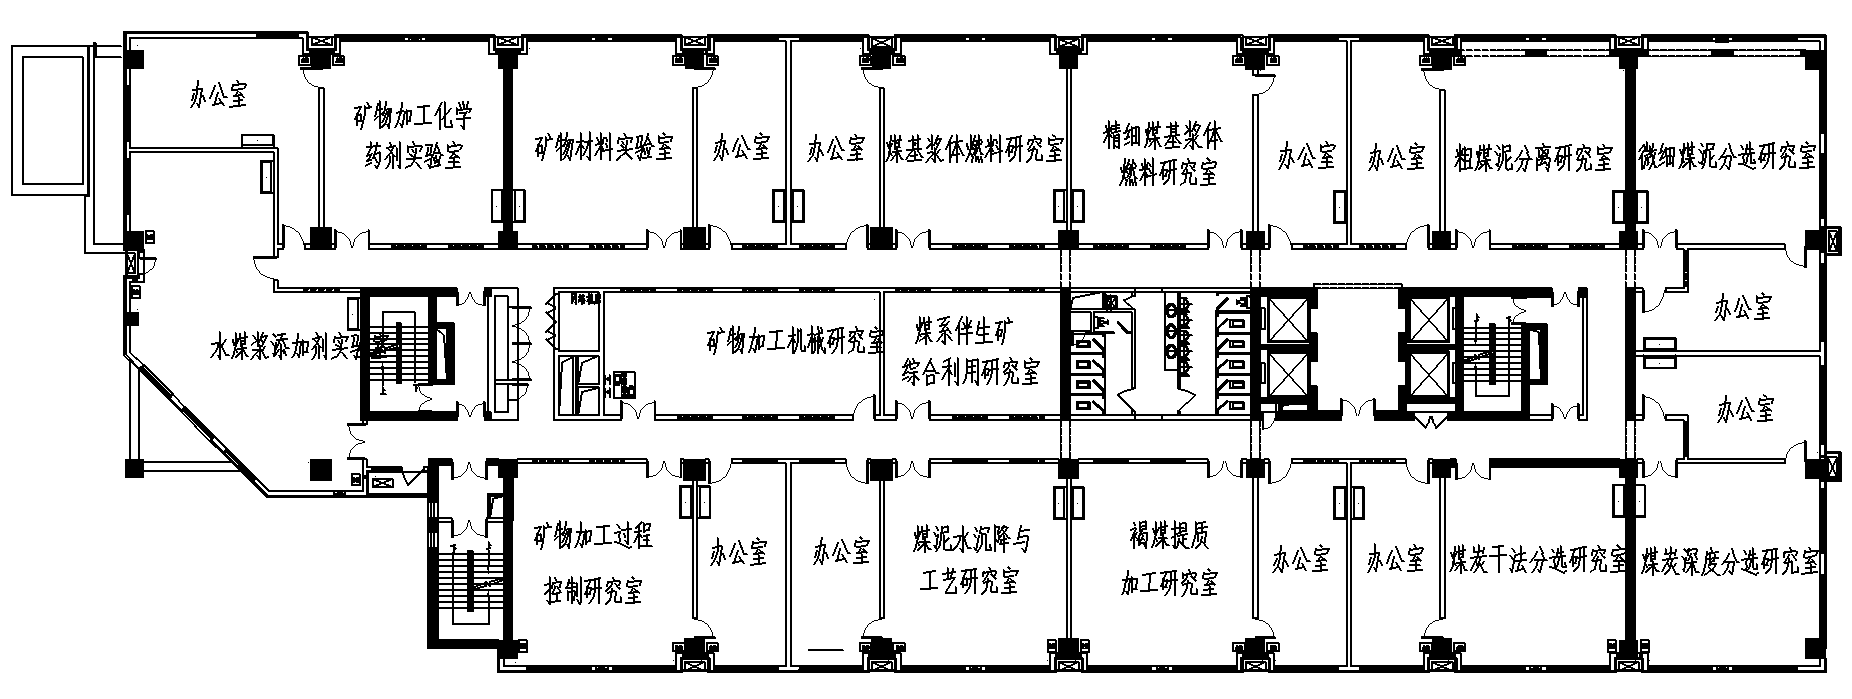 办公室
矿物加工化学
药剂实验室
矿物材料实验室
办公室
办公室
煤基浆体燃料研究室
精细煤基浆体
燃料研究室
办公室
办公室
粗煤泥分离研究室
微细煤泥分选研究室
水煤浆添加剂实验室
矿物加工机械研究室
煤系伴生矿
综合利用研究室
办公室
办公室
矿物加工过程
控制研究室
办公室
办公室
煤泥水沉降与
工艺研究室
褐煤提质
加工研究室
办公室
办公室
煤炭干法分选研究室
煤炭深度分选研究室